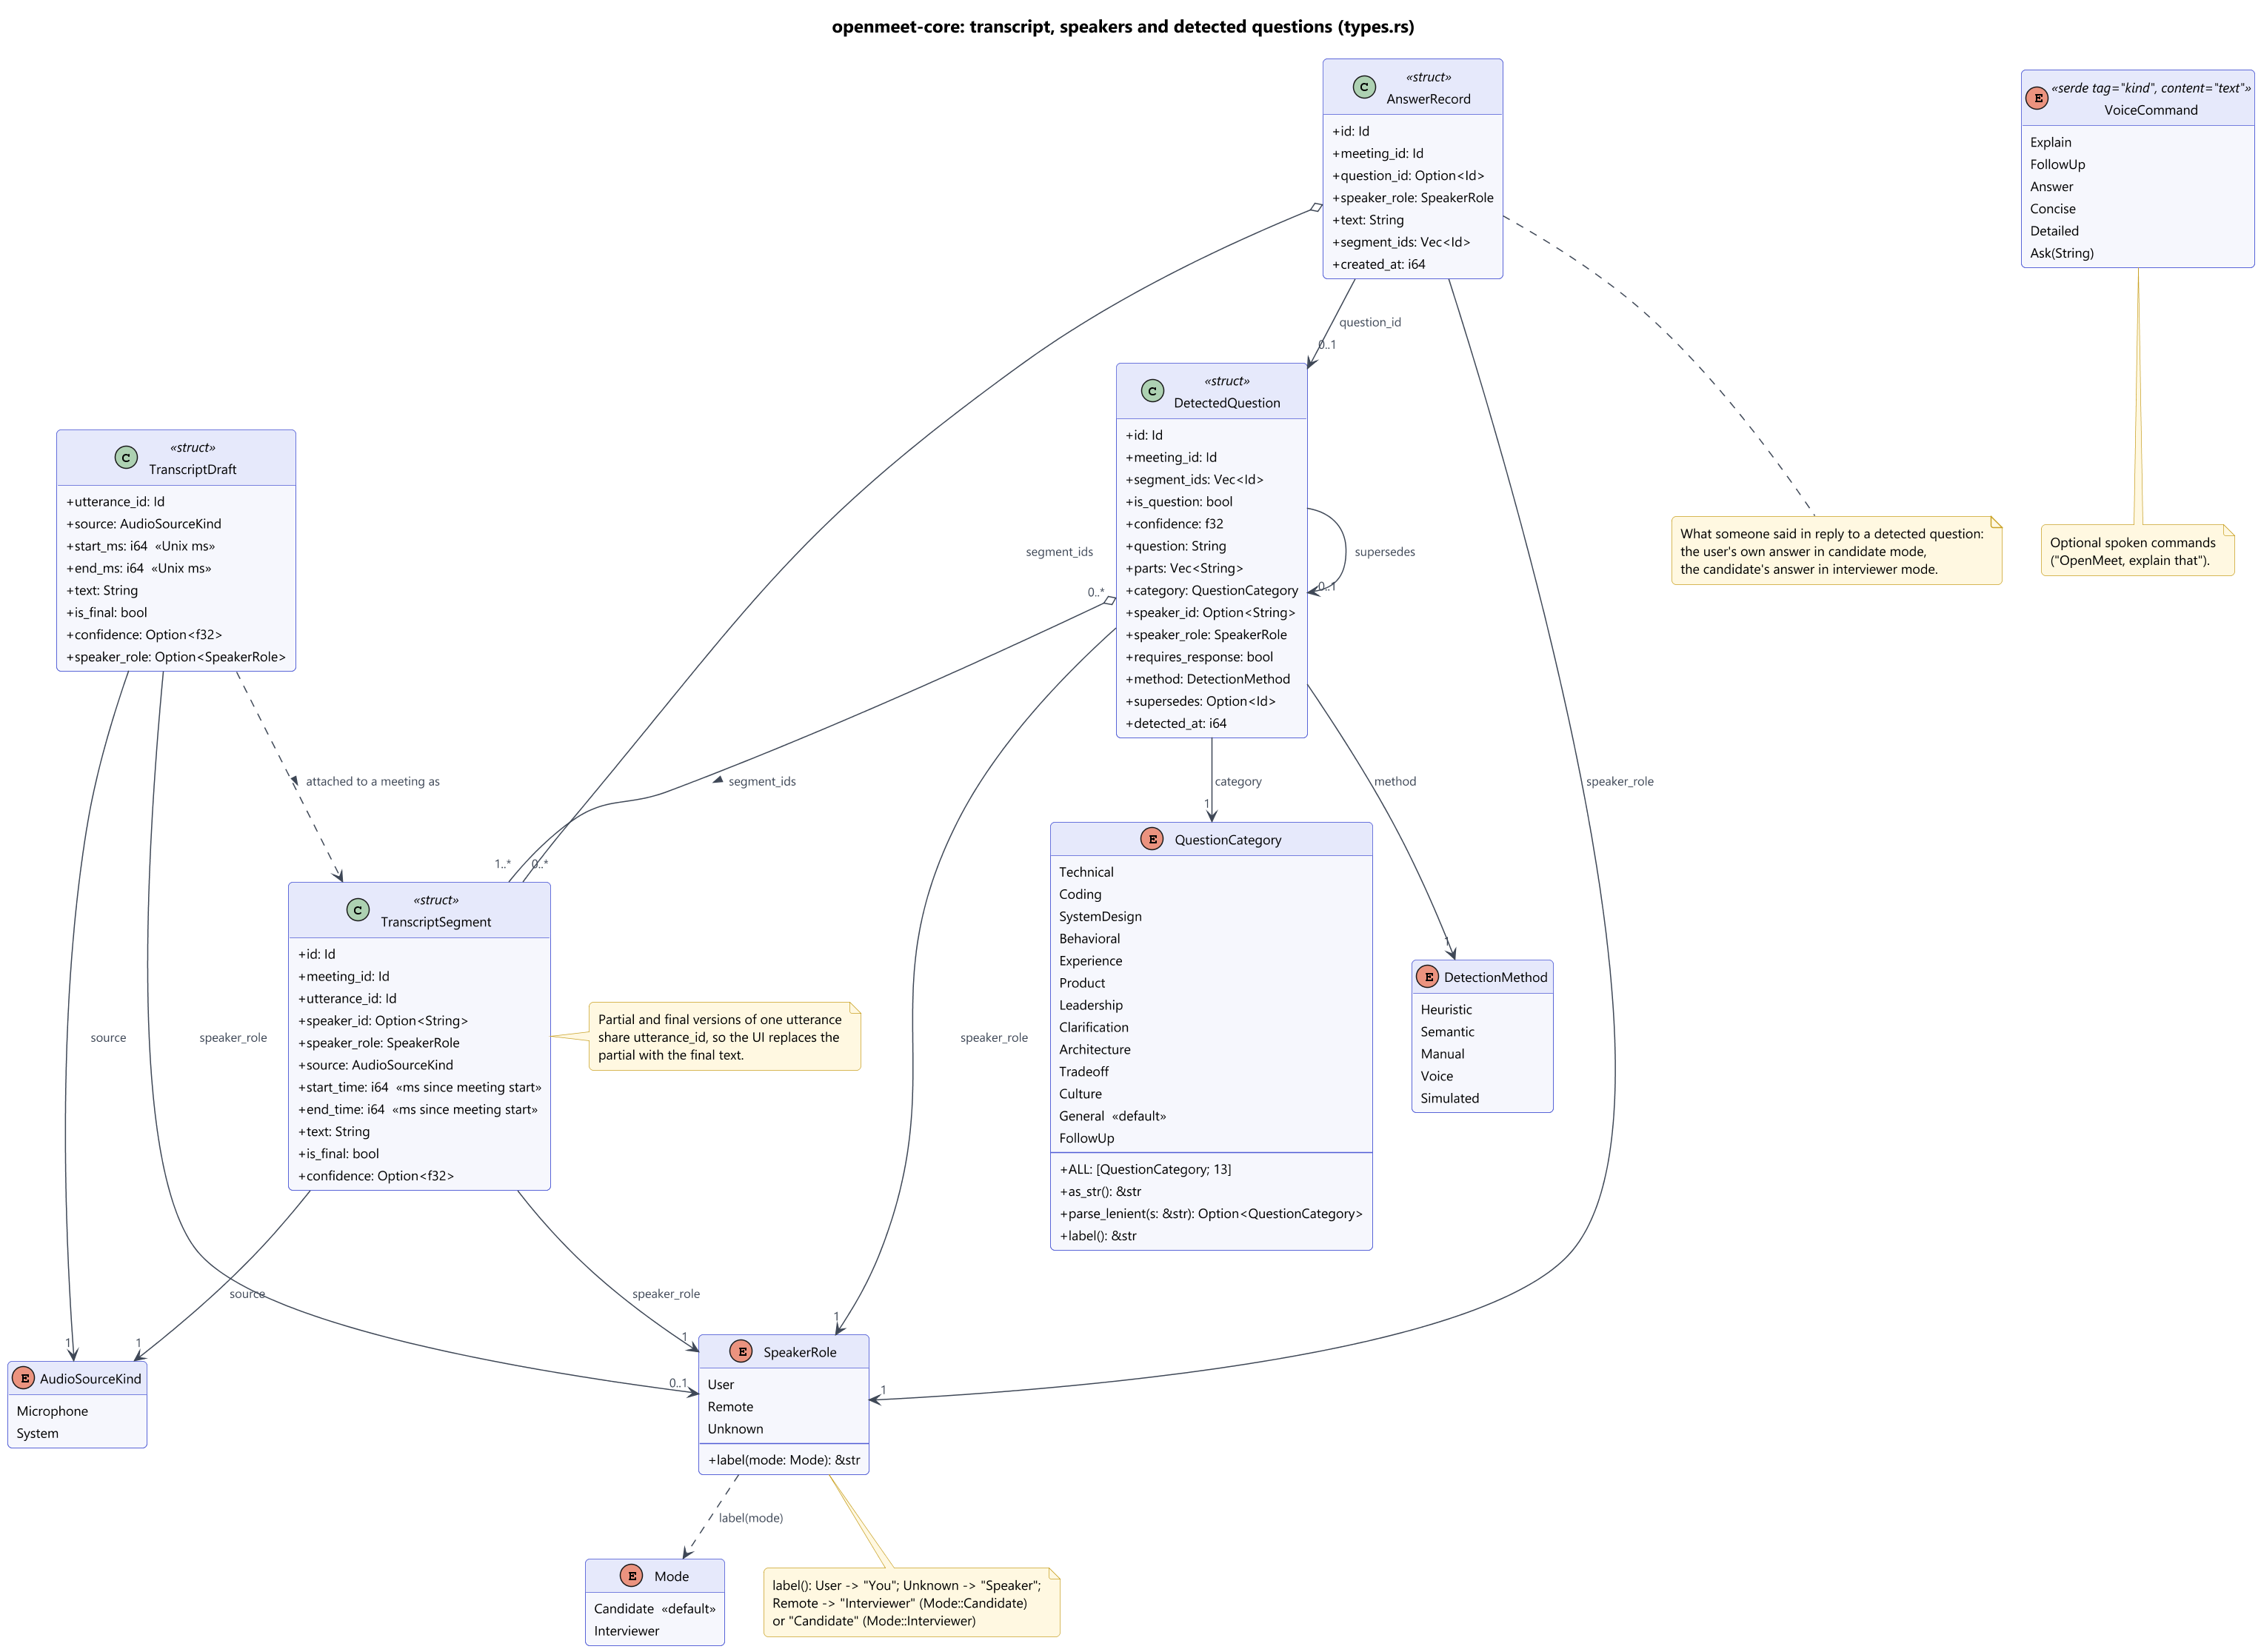 openmeet-core: transcript, speakers and detected questions (types.rs)
«struct»
AnswerRecord
+id: Id
+meeting_id: Id
+question_id: Option<Id>
+speaker_role: SpeakerRole
+text: String
+segment_ids: Vec<Id>
+created_at: i64
«serde tag="kind", content="text"»
VoiceCommand
Explain
FollowUp
Answer
Concise
Detailed
Ask(String)
question_id
0..1
«struct»
DetectedQuestion
+id: Id
+meeting_id: Id
+segment_ids: Vec<Id>
+is_question: bool
+confidence: f32
+question: String
+parts: Vec<String>
+category: QuestionCategory
+speaker_id: Option<String>
+speaker_role: SpeakerRole
+requires_response: bool
+method: DetectionMethod
+supersedes: Option<Id>
+detected_at: i64
supersedes
0..1
segment_ids
0..*
«struct»
TranscriptDraft
+utterance_id: Id
+source: AudioSourceKind
+start_ms: i64 «Unix ms»
+end_ms: i64 «Unix ms»
+text: String
+is_final: bool
+confidence: Option<f32>
+speaker_role: Option<SpeakerRole>
What someone said in reply to a detected question:
the user's own answer in candidate mode,
the candidate's answer in interviewer mode.
Optional spoken commands
("OpenMeet, explain that").
attached to a meeting as
segment_ids
category
method
speaker_role
1
1..*
0..*
1
«struct»
TranscriptSegment
+id: Id
+meeting_id: Id
+utterance_id: Id
+speaker_id: Option<String>
+speaker_role: SpeakerRole
+source: AudioSourceKind
+start_time: i64 «ms since meeting start»
+end_time: i64 «ms since meeting start»
+text: String
+is_final: bool
+confidence: Option<f32>
Partial and final versions of one utterance
share utterance_id, so the UI replaces the
partial with the final text.
QuestionCategory
Technical
Coding
SystemDesign
Behavioral
Experience
Product
Leadership
Clarification
Architecture
Tradeoff
Culture
General «default»
FollowUp
+ALL: [QuestionCategory; 13]
+as_str(): &str
+parse_lenient(s: &str): Option<QuestionCategory>
+label(): &str
DetectionMethod
Heuristic
Semantic
Manual
Voice
Simulated
source
speaker_role
speaker_role
source
speaker_role
1
1
1
1
0..1
1
AudioSourceKind
Microphone
System
SpeakerRole
User
Remote
Unknown
+label(mode: Mode): &str
label(mode)
Mode
Candidate «default»
Interviewer
label(): User -> "You"; Unknown -> "Speaker";
Remote -> "Interviewer" (Mode::Candidate)
or "Candidate" (Mode::Interviewer)
C
E
C
C
C
E
E
E
E
E